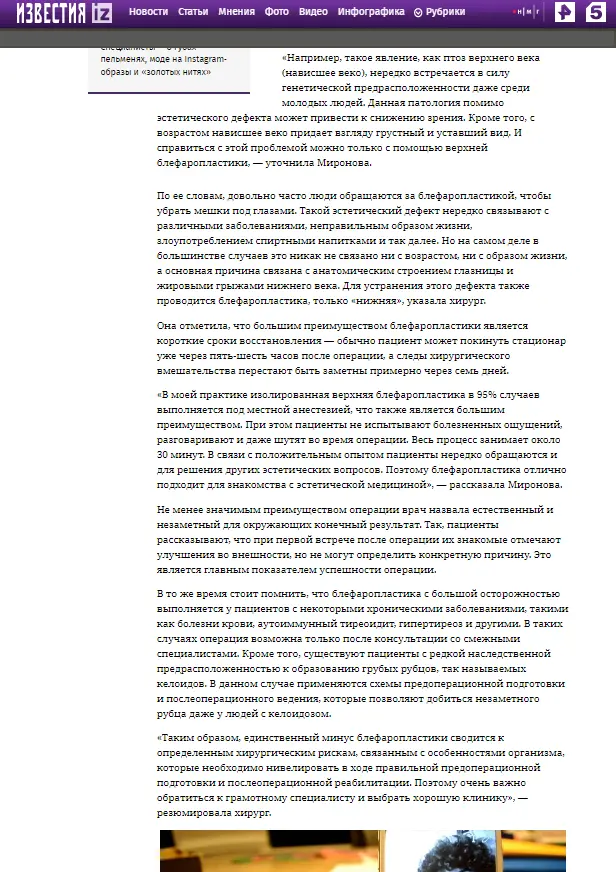 ИЗВЕСТИЯ iz Новости Статьи Мнения Фото Видео Инфографика Рубрики н|м|г 5
специалисты — о губах-
пельменях, моде на Instagram-
образы и «золотых нитях»
«Например, такое явление, как птоз верхнего века
(нависшее веко), нередко встречается в силу
генетической предрасположенности даже среди
молодых людей. Данная патология помимо
эстетического дефекта может привести к снижению зрения. Кроме того, с
возрастом нависшее веко придает взгляду грустный и уставший вид. И
справиться с этой проблемой можно только с помощью верхней
блефаропластики, — уточнила Миронова.
По ее словам, довольно часто люди обращаются за блефаропластикой, чтобы
убрать мешки под глазами. Такой эстетический дефект нередко связывают с
различными заболеваниями, неправильным образом жизни,
злоупотреблением спиртными напитками и так далее. Но на самом деле в
большинстве случаев это никак не связано ни с возрастом, ни с образом жизни,
а основная причина связана с анатомическим строением глазницы и
жировыми грыжами нижнего века. Для устранения этого дефекта также
проводится блефаропластика, только «нижняя», указала хирург.
Она отметила, что большим преимуществом блефаропластики является
короткие сроки восстановления — обычно пациент может покинуть стационар
уже через пять-шесть часов после операции, а следы хирургического
вмешательства перестают быть заметны примерно через семь дней.
«В моей практике изолированная верхняя блефаропластика в 95% случаев
выполняется под местной анестезией, что также является большим
преимуществом. При этом пациенты не испытывают болезненных ощущений,
разговаривают и даже шутят во время операции. Весь процесс занимает около
30 минут. В связи с положительным опытом пациенты нередко обращаются и
для решения других эстетических вопросов. Поэтому блефаропластика отлично
подходит для знакомства с эстетической медициной», — рассказала Миронова.
Не менее значимым преимуществом операции врач назвала естественный и
незаметный для окружающих конечный результат. Так, пациенты
рассказывают, что при первой встрече после операции их знакомые отмечают
улучшения во внешности, но не могут определить конкретную причину. Это
является главным показателем успешности операции.
В то же время стоит помнить, что блефаропластика с большой осторожностью
выполняется у пациентов с некоторыми хроническими заболеваниями, такими
как болезни крови, аутоиммунный тиреоидит, гипертиреоз и другими. В таких
случаях операция возможна только после консультации со смежными
специалистами. Кроме того, существуют пациенты с редкой наследственной
предрасположенностью к образованию грубых рубцов, так называемых
келоидов. В данном случае применяются схемы предоперационной подготовки
и послеоперационного ведения, которые позволяют добиться незаметного
рубца даже у людей с келоидозом.
«Таким образом, единственный минус блефаропластики сводится к
определенным хирургическим рискам, связанным с особенностями организма,
которые необходимо нивелировать в ходе правильной предоперационной
подготовки и послеоперационной реабилитации. Поэтому очень важно
обратиться к грамотному специалисту и выбрать хорошую клинику», —
резюмировала хирург.